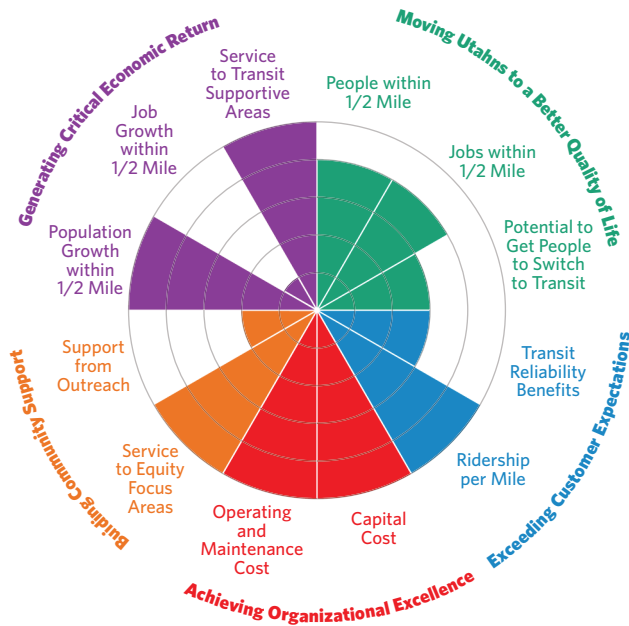 Generating Critical Economic Return
Moving Utahns to a Better Quality of Life
Service
to Transit
Supportive
Areas
People within
1/2 Mile
Job
Growth
within
1/2 Mile
Jobs within
1/2 Mile
Population
Growth
within
1/2 Mile
Potential to
Get People
to Switch
to Transit
Support
from
Outreach
Transit
Reliability
Benefits
Building Community Support
Exceeding Customer Expectations
Service
to Equity
Focus
Areas
Ridership
per Mile
Operating
and
Maintenance
Cost
Capital
Cost
Achieving Organizational Excellence